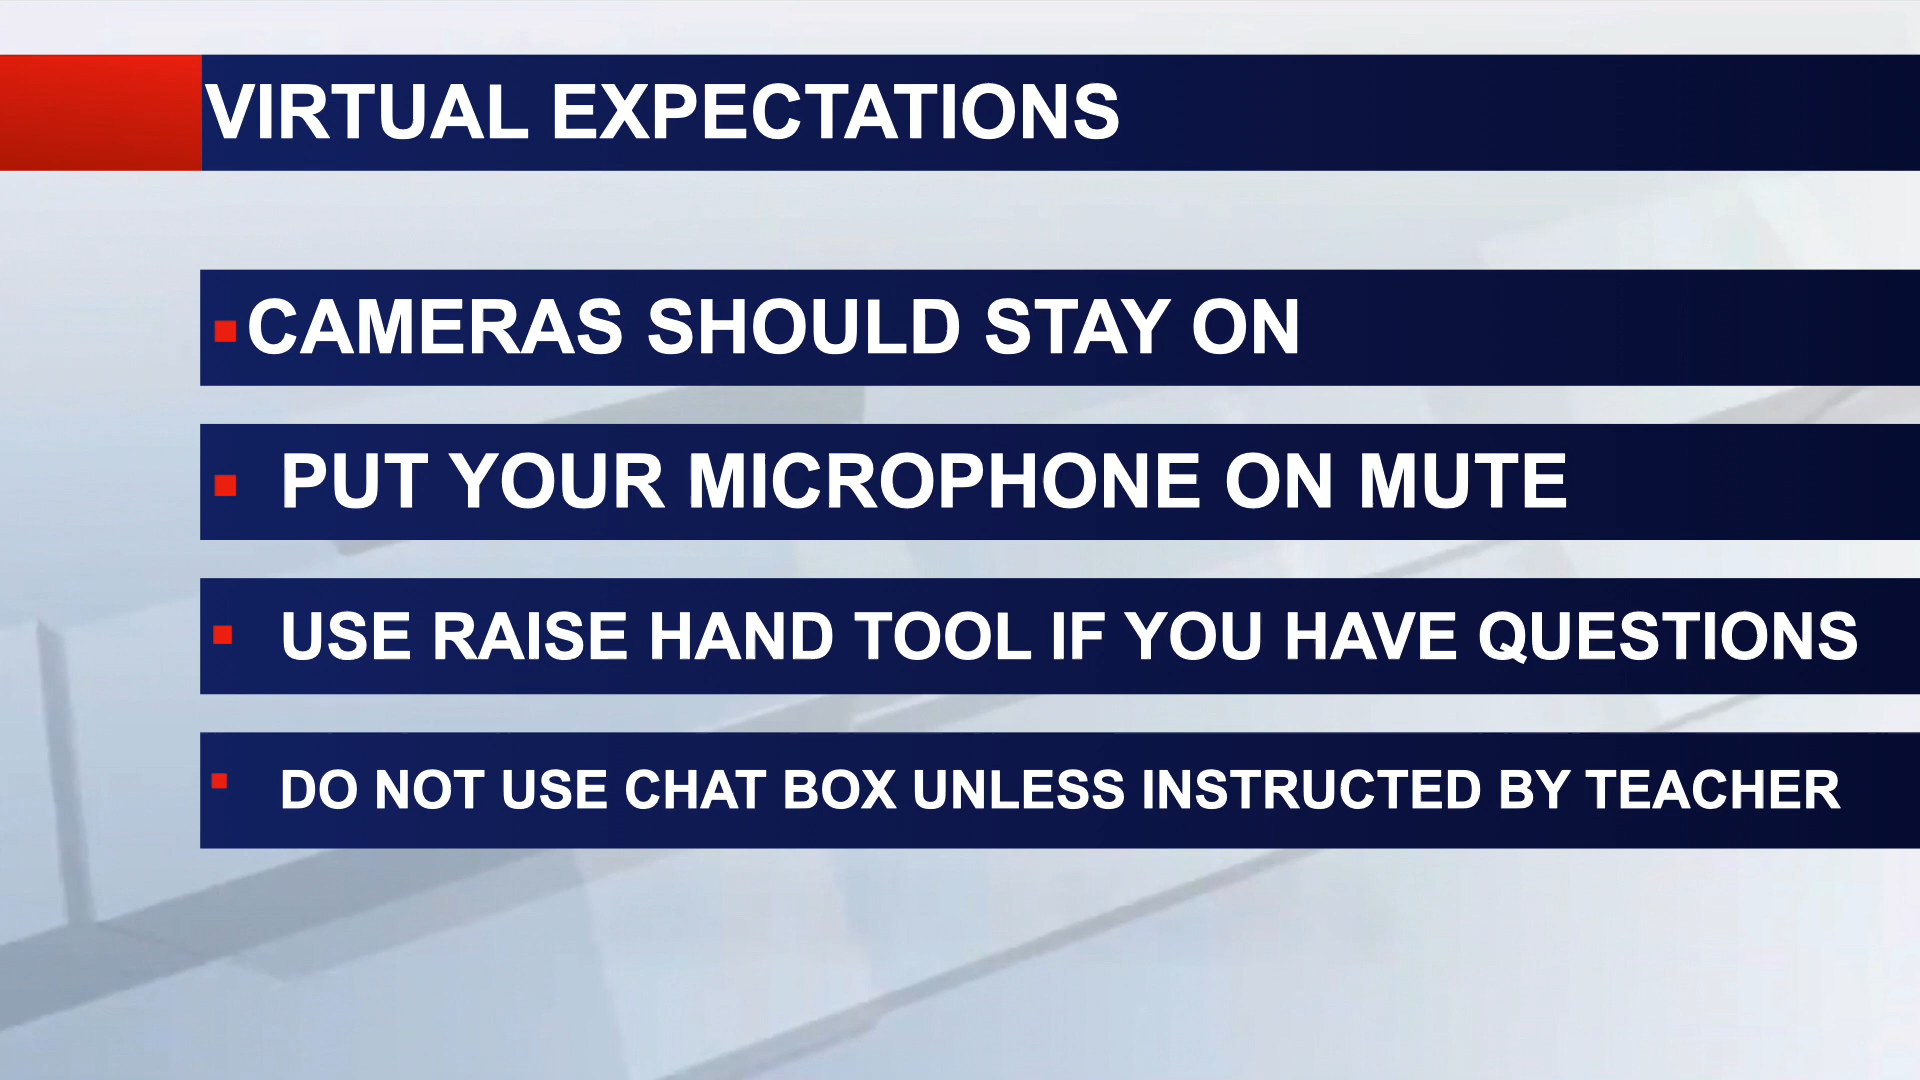 VIRTUAL EXPECTATIONS
CAMERAS SHOULD STAY ON
PUT YOUR MICROPHONE ON MUTE
USE RAISE HAND TOOL IF YOU HAVE QUESTIONS
DO NOT USE CHAT BOX UNLESS INSTRUCTED BY TEACHER